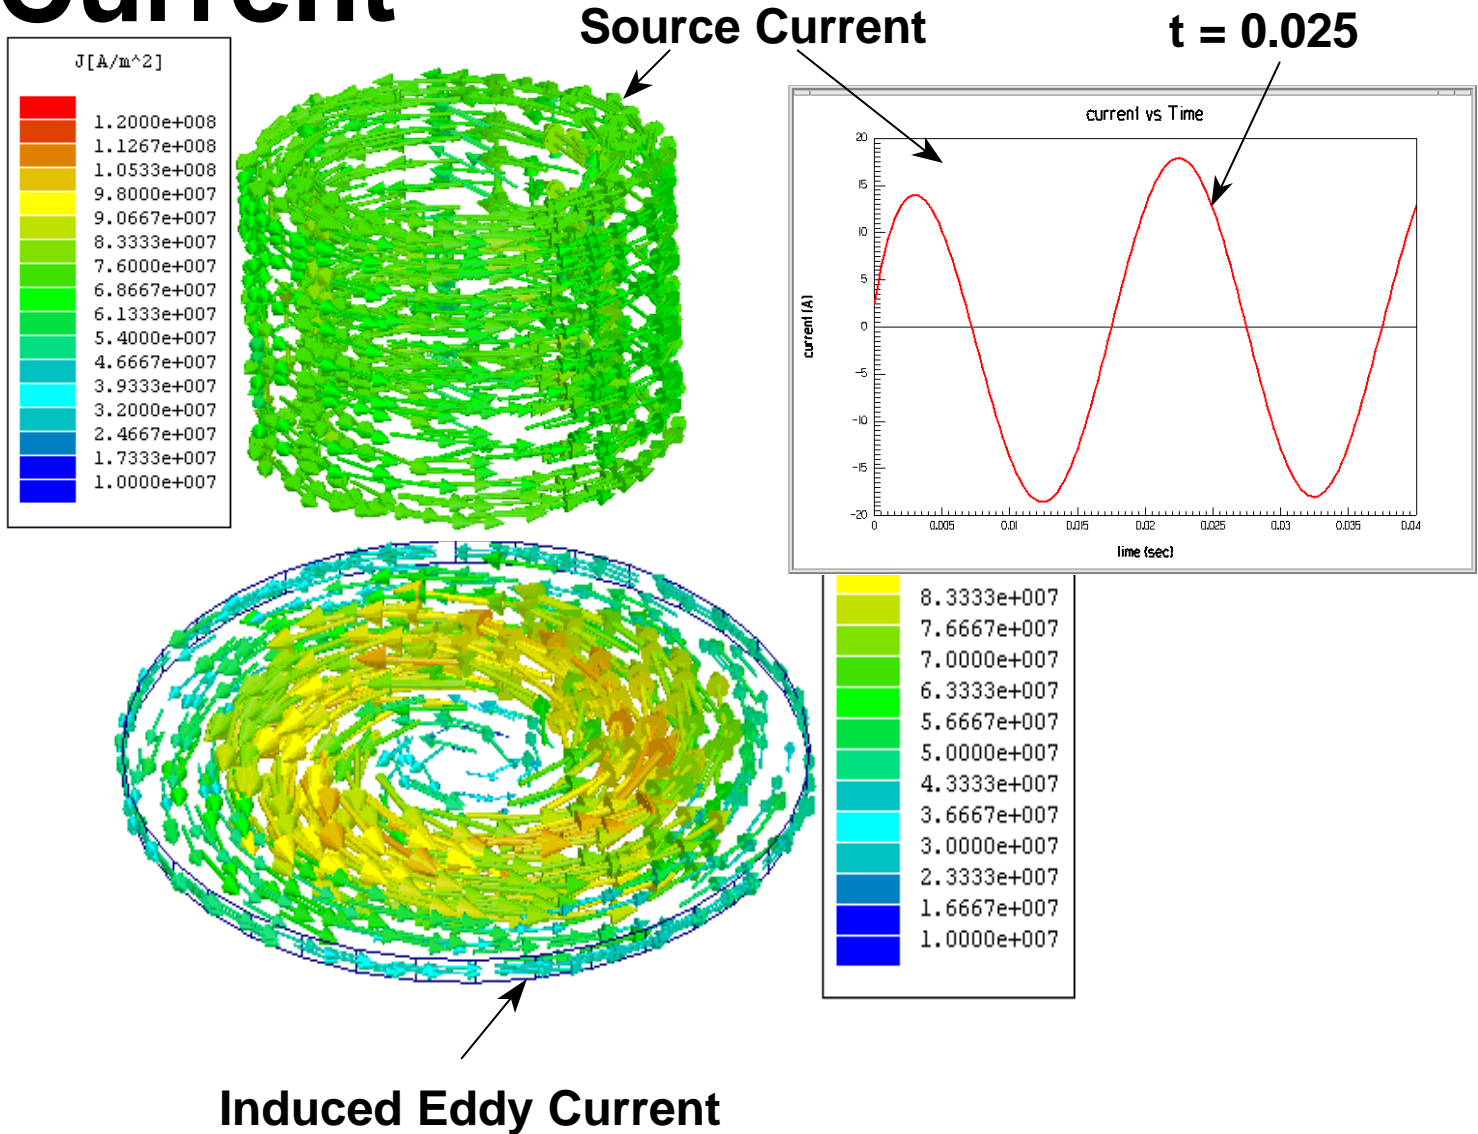 Current
Source Current
t = 0.025
J[A/m^2]
1.2000e+008
1.1267e+008
1.0533e+008
9.8000e+007
9.0667e+007
8.3333e+007
7.6000e+007
6.8667e+007
6.1333e+007
5.4000e+007
4.6667e+007
3.9333e+007
3.2000e+007
2.4667e+007
1.7333e+007
1.0000e+007
current vs Time
current (A)
20
15
10
5
0
-5
-10
-15
-20
0 0.005 0.01 0.015 0.02 0.025 0.03 0.035 0.04
Time (sec)
8.3333e+007
7.6667e+007
7.0000e+007
6.3333e+007
5.6667e+007
5.0000e+007
4.3333e+007
3.6667e+007
3.0000e+007
2.3333e+007
1.6667e+007
1.0000e+007
Induced Eddy Current